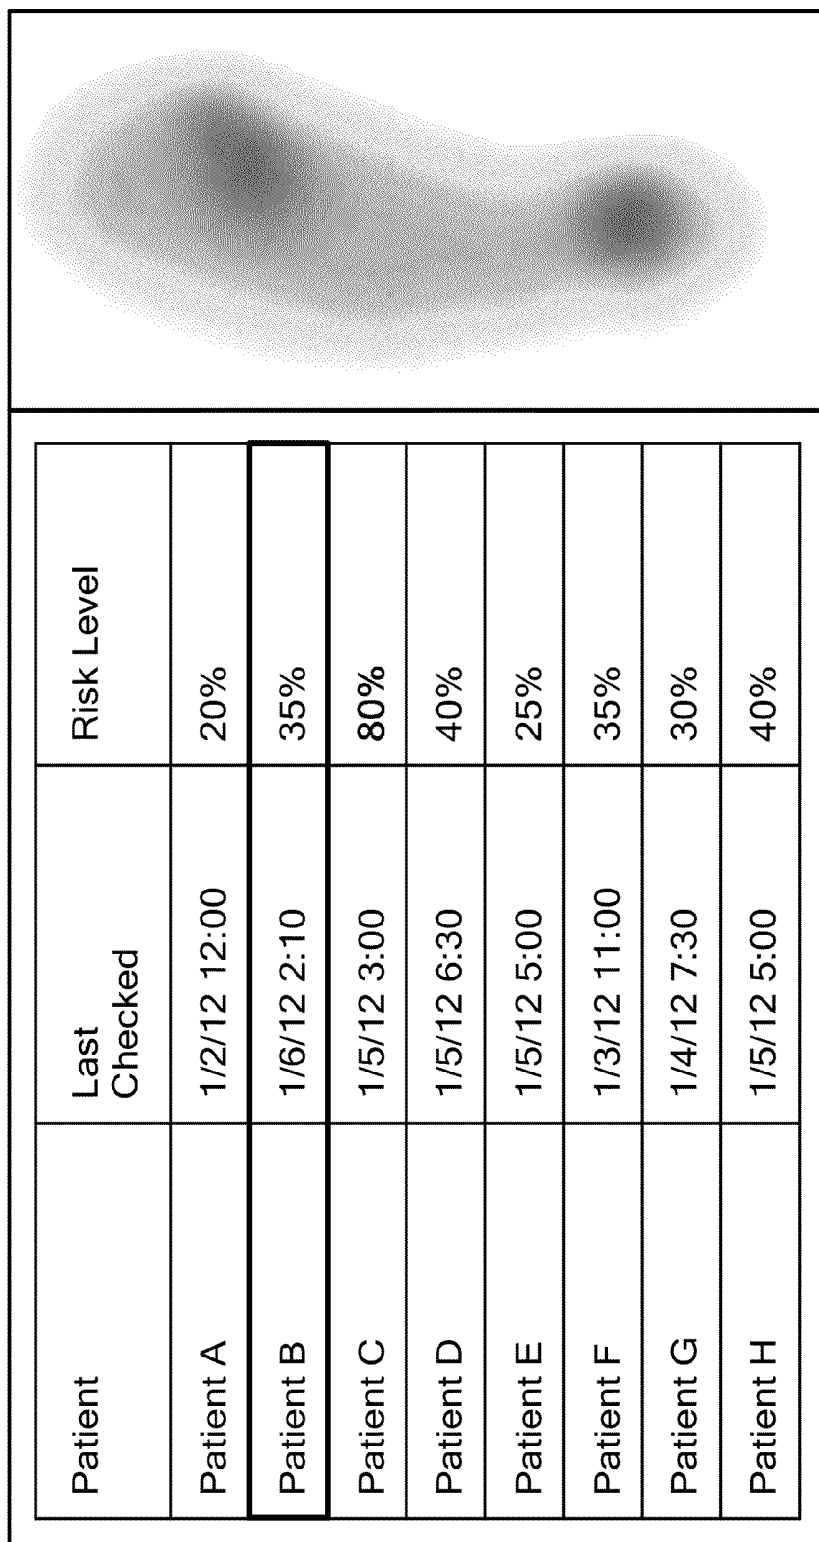 Patient Last Checked Risk Level
Patient A 1/2/12 12:00 20%
Patient B 1/6/12 2:10 35%
Patient C 1/5/12 3:00 80%
Patient D 1/5/12 6:30 40%
Patient E 1/5/12 5:00 25%
Patient F 1/3/12 11:00 35%
Patient G 1/4/12 7:30 30%
Patient H 1/5/12 5:00 40%